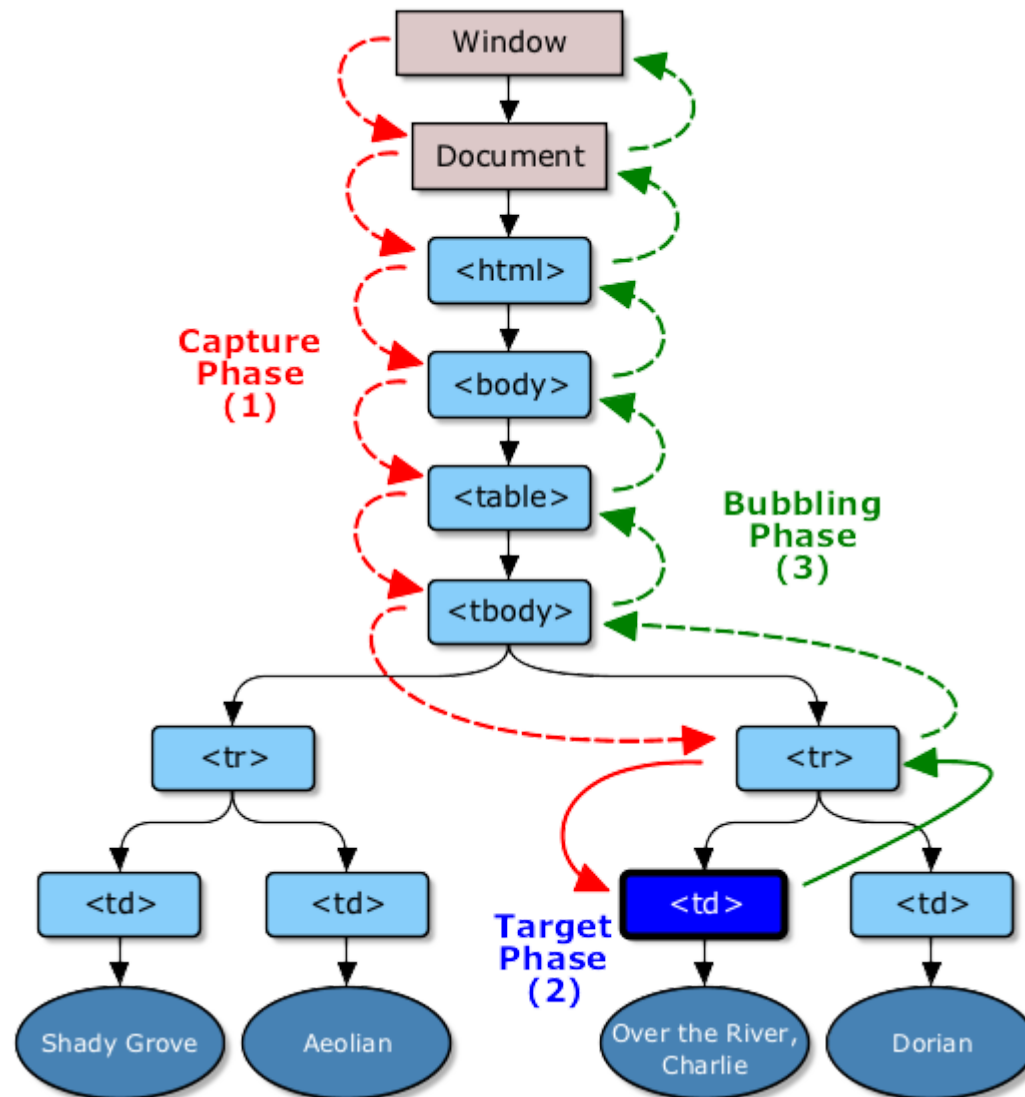 Window
Document
<html>
Capture
Phase
(1)
<body>
<table>
Bubbling
Phase
(3)
<tbody>
<tr>
<tr>
<td>
<td>
<td>
<td>
Target
Phase
(2)
Shady Grove
Aeolian
Over the River,
Charlie
Dorian